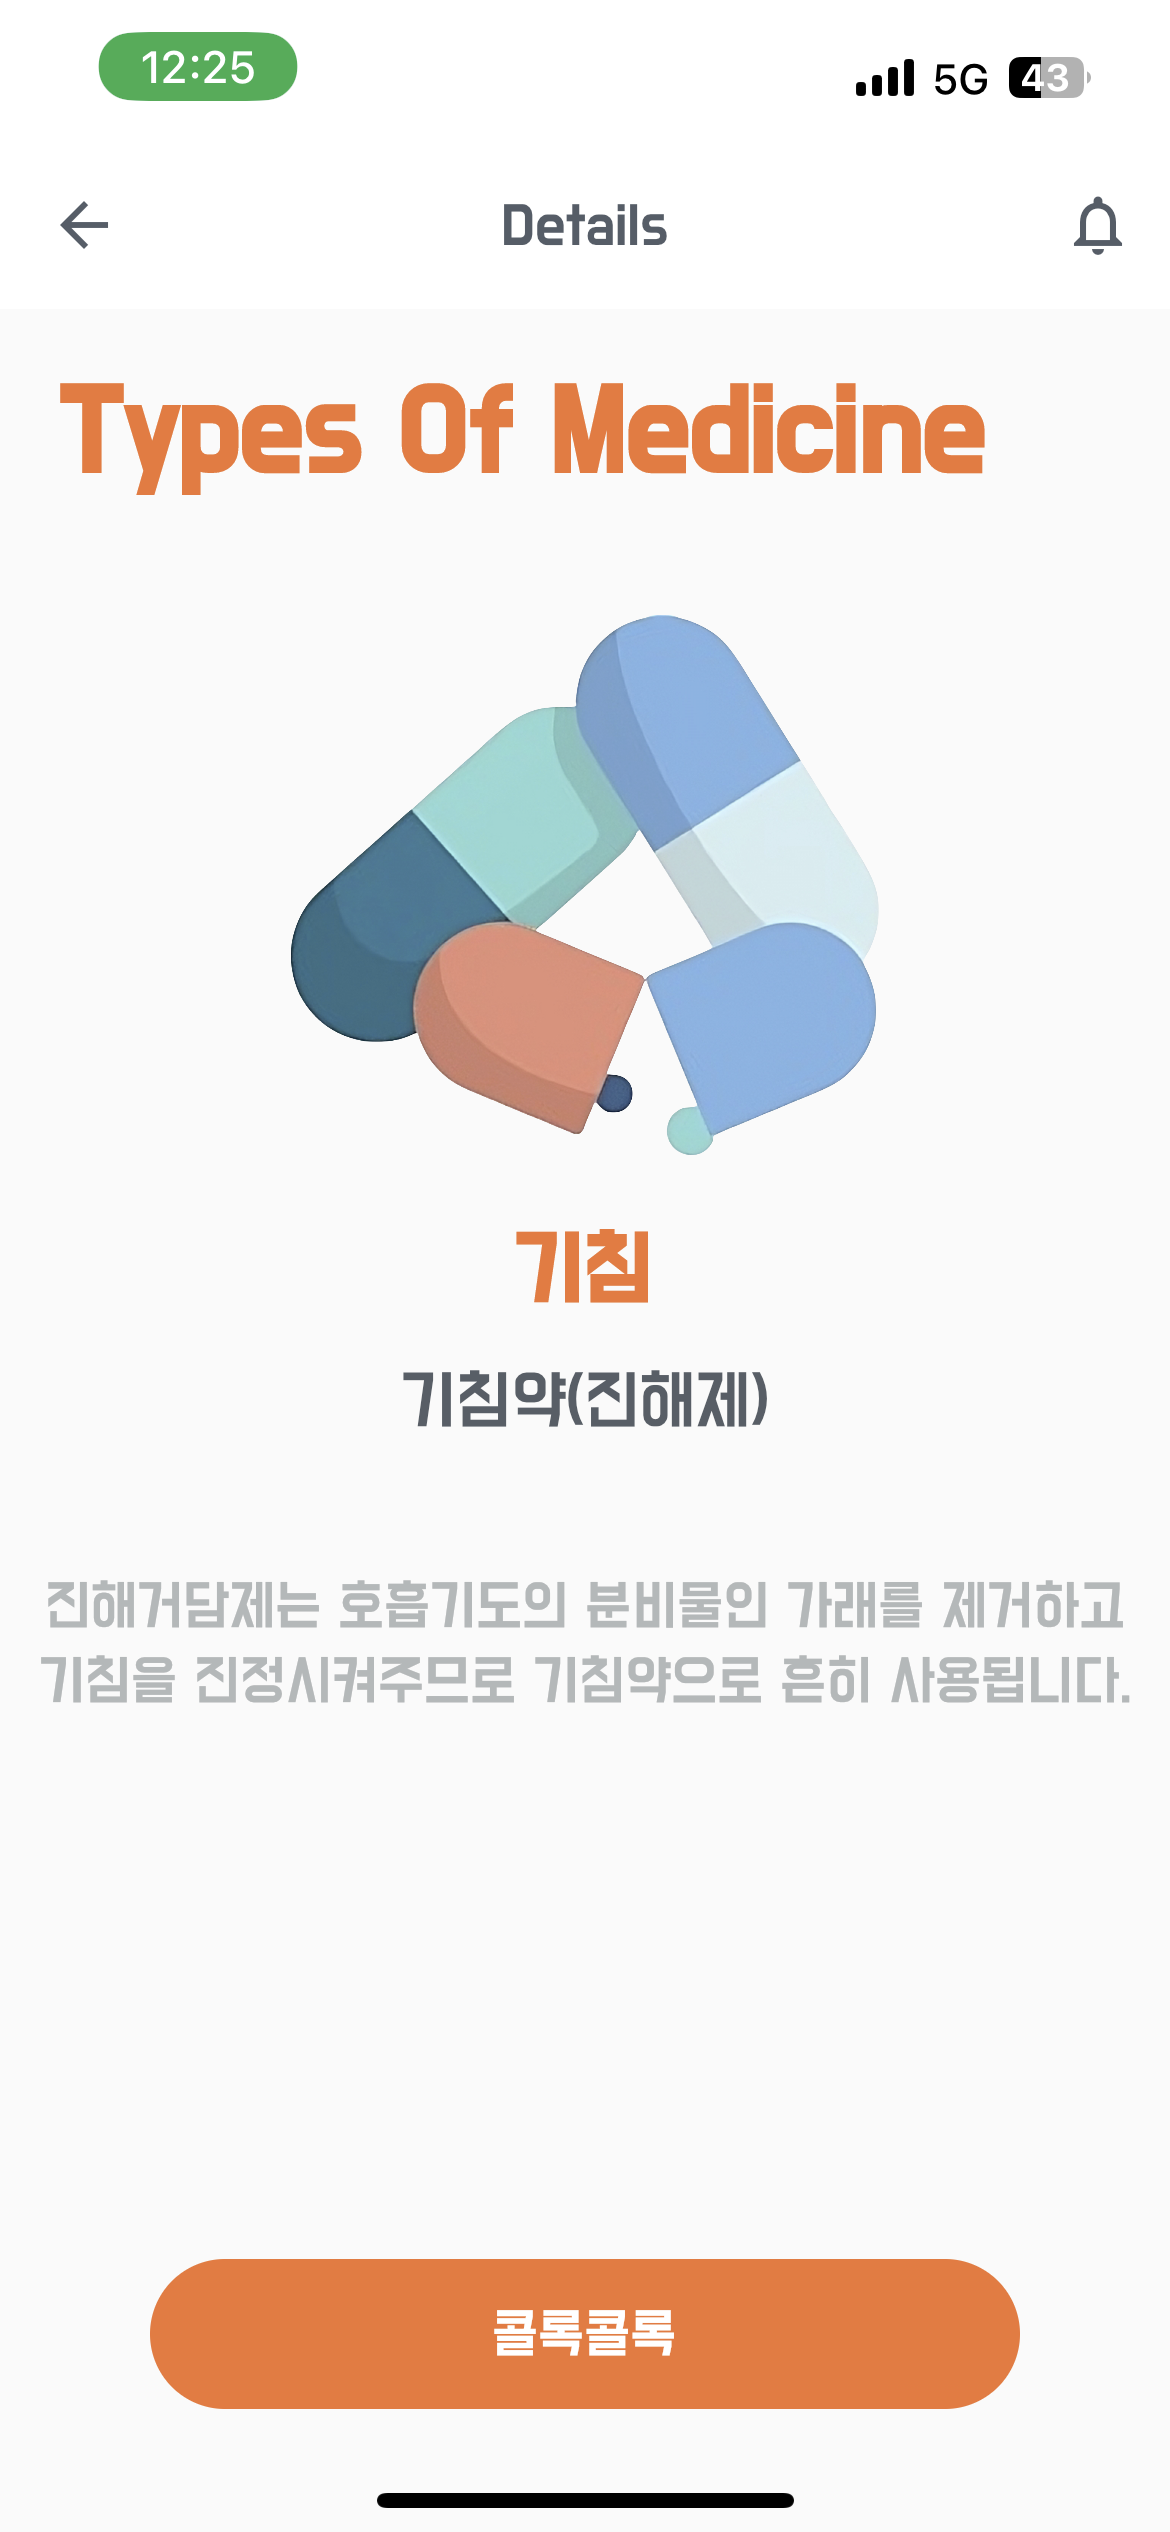 12:25
5G 43
Details
Types Of Medicine
기침
기침약(진해제)
진해거담제는 호흡기도의 분비물인 가래를 제거하고
기침을 진정시켜주므로 기침약으로 흔히 사용됩니다.
콜록콜록